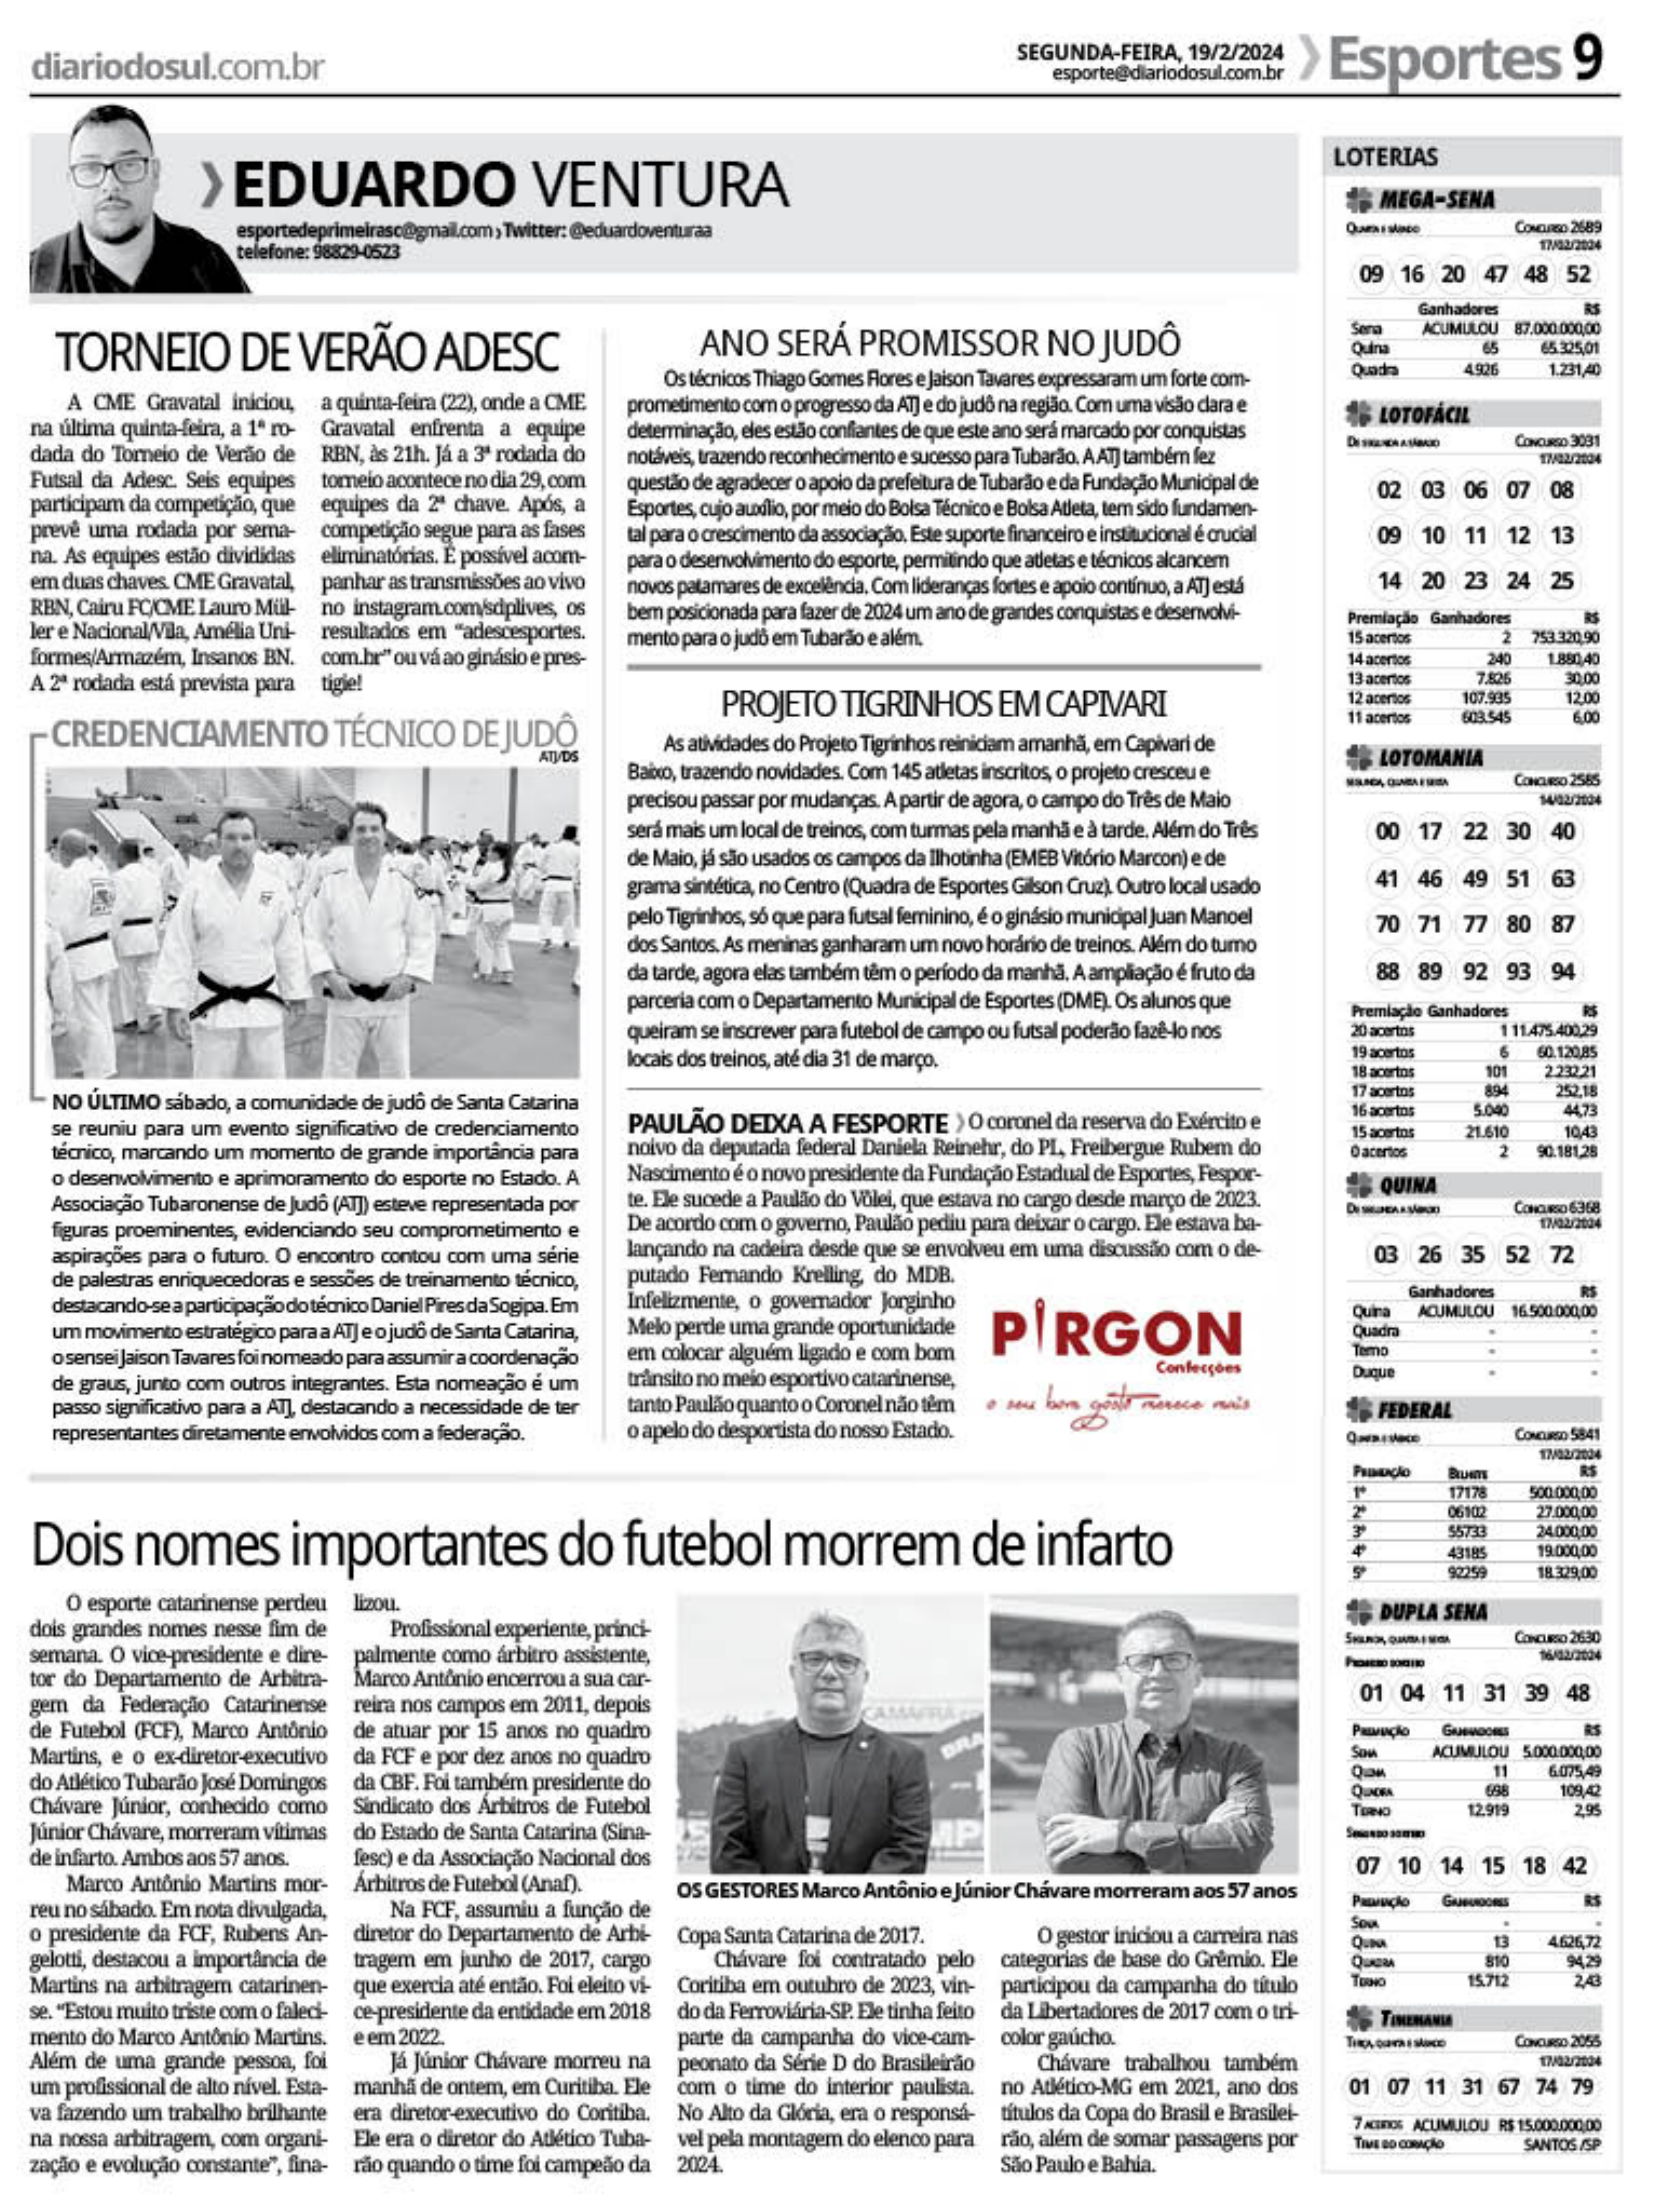 diariodosul.com.br
SEGUNDA-FEIRA, 19/2/2024
esporte@diariodosul.com.br
Esportes 9
EDUARDO VENTURA
esportedeprimeirasc@gmail.com › Twitter: @eduardoventuraa
telefone: 98829-0523
TORNEIO DE VERÃO ADESC
A CME Gravatal iniciou,
na última quinta-feira, a 1ª ro-
dada do Torneio de Verão de
Futsal da Adesc. Seis equipes
participam da competição, que
prevê uma rodada por sema-
na. As equipes estão divididas
em duas chaves. CME Gravatal,
RBN, Cairu FC/CME Lauro Mül-
ler e Nacional/Vila, Amélia Uni-
formes/Armazém, Insanos BN.
A 2ª rodada está prevista para
a quinta-feira (22), onde a CME
Gravatal enfrenta a equipe
RBN, às 21h. Já a 3ª rodada do
torneio acontece no dia 29, com
equipes da 2ª chave. Após, a
competição segue para as fases
eliminatórias. É possível acom-
panhar as transmissões ao vivo
no instagram.com/sdplives, os
resultados em “adescesportes.
com.br” ou vá ao ginásio e pres-
tigie!
CREDENCIAMENTO TÉCNICO DE JUDÔ
ATJ/DS
NO ÚLTIMO sábado, a comunidade de judô de Santa Catarina
se reuniu para um evento significativo de credenciamento
técnico, marcando um momento de grande importância para
o desenvolvimento e aprimoramento do esporte no Estado. A
Associação Tubaronense de Judô (ATJ) esteve representada por
figuras proeminentes, evidenciando seu comprometimento e
aspirações para o futuro. O encontro contou com uma série
de palestras enriquecedoras e sessões de treinamento técnico,
destacando-se a participação do técnico Daniel Pires da Sogipa. Em
um movimento estratégico para a ATJ e o judô de Santa Catarina,
o sensei Jaison Tavares foi nomeado para assumir a coordenação
de graus, junto com outros integrantes. Esta nomeação é um
passo significativo para a ATJ, destacando a necessidade de ter
representantes diretamente envolvidos com a federação.
ANO SERÁ PROMISSOR NO JUDÔ
Os técnicos Thiago Gomes Flores e Jaison Tavares expressaram um forte com-
prometimento com o progresso da ATJ e do judô na região. Com uma visão clara e
determinação, eles estão confiantes de que este ano será marcado por conquistas
notáveis, trazendo reconhecimento e sucesso para Tubarão. A ATJ também fez
questão de agradecer o apoio da prefeitura de Tubarão e da Fundação Municipal de
Esportes, cujo auxílio, por meio do Bolsa Técnico e Bolsa Atleta, tem sido fundamen-
tal para o crescimento da associação. Este suporte financeiro e institucional é crucial
para o desenvolvimento do esporte, permitindo que atletas e técnicos alcancem
novos patamares de excelência. Com lideranças fortes e apoio contínuo, a ATJ está
bem posicionada para fazer de 2024 um ano de grandes conquistas e desenvolvi-
mento para o judô em Tubarão e além.
PROJETO TIGRINHOS EM CAPIVARI
As atividades do Projeto Tigrinhos reiniciam amanhã, em Capivari de
Baixo, trazendo novidades. Com 145 atletas inscritos, o projeto cresceu e
precisou passar por mudanças. A partir de agora, o campo do Três de Maio
será mais um local de treinos, com turmas pela manhã e à tarde. Além do Três
de Maio, já são usados os campos da Ilhotinha (EMEB Vitório Marcon) e de
grama sintética, no Centro (Quadra de Esportes Gilson Cruz). Outro local usado
pelo Tigrinhos, só que para futsal feminino, é o ginásio municipal Juan Manoel
dos Santos. As meninas ganharam um novo horário de treinos. Além do turno
da tarde, agora elas também têm o período da manhã. A ampliação é fruto da
parceria com o Departamento Municipal de Esportes (DME). Os alunos que
queiram se inscrever para futebol de campo ou futsal poderão fazê-lo nos
locais dos treinos, até dia 31 de março.
PAULÃO DEIXA A FESPORTE › O coronel da reserva do Exército e
noivo da deputada federal Daniela Reinehr, do PL, Freibergue Rubem do
Nascimento é o novo presidente da Fundação Estadual de Esportes, Fespor-
te. Ele sucede a Paulão do Vôlei, que estava no cargo desde março de 2023.
De acordo com o governo, Paulão pediu para deixar o cargo. Ele estava ba-
lançando na cadeira desde que se envolveu em uma discussão com o de-
putado Fernando Krelling, do MDB.
Infelizmente, o governador Jorginho
Melo perde uma grande oportunidade
em colocar alguém ligado e com bom
trânsito no meio esportivo catarinense,
tanto Paulão quanto o Coronel não têm
o apelo do desportista do nosso Estado.
PIRGON
Confecções
o seu bom gosto merece mais
Dois nomes importantes do futebol morrem de infarto
O esporte catarinense perdeu
dois grandes nomes nesse fim de
semana. O vice-presidente e dire-
tor do Departamento de Arbitra-
gem da Federação Catarinense
de Futebol (FCF), Marco Antônio
Martins, e o ex-diretor-executivo
do Atlético Tubarão José Domingos
Chávare Júnior, conhecido como
Júnior Chávare, morreram vítimas
de infarto. Ambos aos 57 anos.
Marco Antônio Martins mor-
reu no sábado. Em nota divulgada,
o presidente da FCF, Rubens An-
gelotti, destacou a importância de
Martins na arbitragem catarinen-
se. “Estou muito triste com o faleci-
mento do Marco Antônio Martins.
Além de uma grande pessoa, foi
um profissional de alto nível. Esta-
va fazendo um trabalho brilhante
na nossa arbitragem, com organi-
zação e evolução constante”, fina-
lizou.
Profissional experiente, princi-
palmente como árbitro assistente,
Marco Antônio encerrou a sua car-
reira nos campos em 2011, depois
de atuar por 15 anos no quadro
da FCF e por dez anos no quadro
da CBF. Foi também presidente do
Sindicato dos Árbitros de Futebol
do Estado de Santa Catarina (Sina-
fesc) e da Associação Nacional dos
Árbitros de Futebol (Anaf).
Na FCF, assumiu a função de
diretor do Departamento de Arbi-
tragem em junho de 2017, cargo
que exercia até então. Foi eleito vi-
ce-presidente da entidade em 2018
e em 2022.
Já Júnior Chávare morreu na
manhã de ontem, em Curitiba. Ele
era diretor-executivo do Coritiba.
Ele era o diretor do Atlético Tuba-
rão quando o time foi campeão da
OS GESTORES Marco Antônio e Júnior Chávare morreram aos 57 anos
Copa Santa Catarina de 2017.
Chávare foi contratado pelo
Coritiba em outubro de 2023, vin-
do da Ferroviária-SP. Ele tinha feito
parte da campanha do vice-cam-
peonato da Série D do Brasileirão
com o time do interior paulista.
No Alto da Glória, era o responsá-
vel pela montagem do elenco para
2024.
O gestor iniciou a carreira nas
categorias de base do Grêmio. Ele
participou da campanha do título
da Libertadores de 2017 com o tri-
color gaúcho.
Chávare trabalhou também
no Atlético-MG em 2021, ano dos
títulos da Copa do Brasil e Brasilei-
rão, além de somar passagens por
São Paulo e Bahia.
LOTERIAS
MEGA-SENA
QUARTA E SÁBADO CONCURSO 2689
17/02/2024
09 16 20 47 48 52
Ganhadores R$
Sena ACUMULOU 87.000.000,00
Quina 65 65.325,01
Quadra 4.926 1.231,40
LOTOFÁCIL
DE SEGUNDA A SÁBADO CONCURSO 3031
17/02/2024
02 03 06 07 08
09 10 11 12 13
14 20 23 24 25
Premiação Ganhadores R$
15 acertos 2 753.320,90
14 acertos 240 1.880,40
13 acertos 7.826 30,00
12 acertos 107.935 12,00
11 acertos 603.545 6,00
LOTOMANIA
SEGUNDA, QUARTA E SEXTA CONCURSO 2585
14/02/2024
00 17 22 30 40
41 46 49 51 63
70 71 77 80 87
88 89 92 93 94
Premiação Ganhadores R$
20 acertos 1 11.475.400,29
19 acertos 6 60.120,85
18 acertos 101 2.232,21
17 acertos 894 252,18
16 acertos 5.040 44,73
15 acertos 21.610 10,43
0 acertos 2 90.181,28
QUINA
DE SEGUNDA A SÁBADO CONCURSO 6368
17/02/2024
03 26 35 52 72
Ganhadores R$
Quina ACUMULOU 16.500.000,00
Quadra - -
Terno - -
Duque - -
FEDERAL
QUARTA E SÁBADO CONCURSO 5841
17/02/2024
PREMIAÇÃO BILHETE R$
1º 17178 500.000,00
2º 06102 27.000,00
3º 55733 24.000,00
4º 43185 19.000,00
5º 92259 18.329,00
DUPLA SENA
SEGUNDA, QUARTA E SEXTA CONCURSO 2630
PRIMEIRO SORTEIO 16/02/2024
01 04 11 31 39 48
PREMIAÇÃO GANHADORES R$
SENA ACUMULOU 5.000.000,00
QUINA 11 6.075,49
QUADRA 698 109,42
TERNO 12.919 2,95
SEGUNDO SORTEIO
07 10 14 15 18 42
PREMIAÇÃO GANHADORES R$
SENA - -
QUINA 13 4.626,72
QUADRA 810 94,29
TERNO 15.712 2,43
TIMEMANIA
TERÇA, QUINTA E SÁBADO CONCURSO 2055
17/02/2024
01 07 11 31 67 74 79
7 ACERTOS ACUMULOU R$ 15.000.000,00
TIME DO CORAÇÃO SANTOS /SP